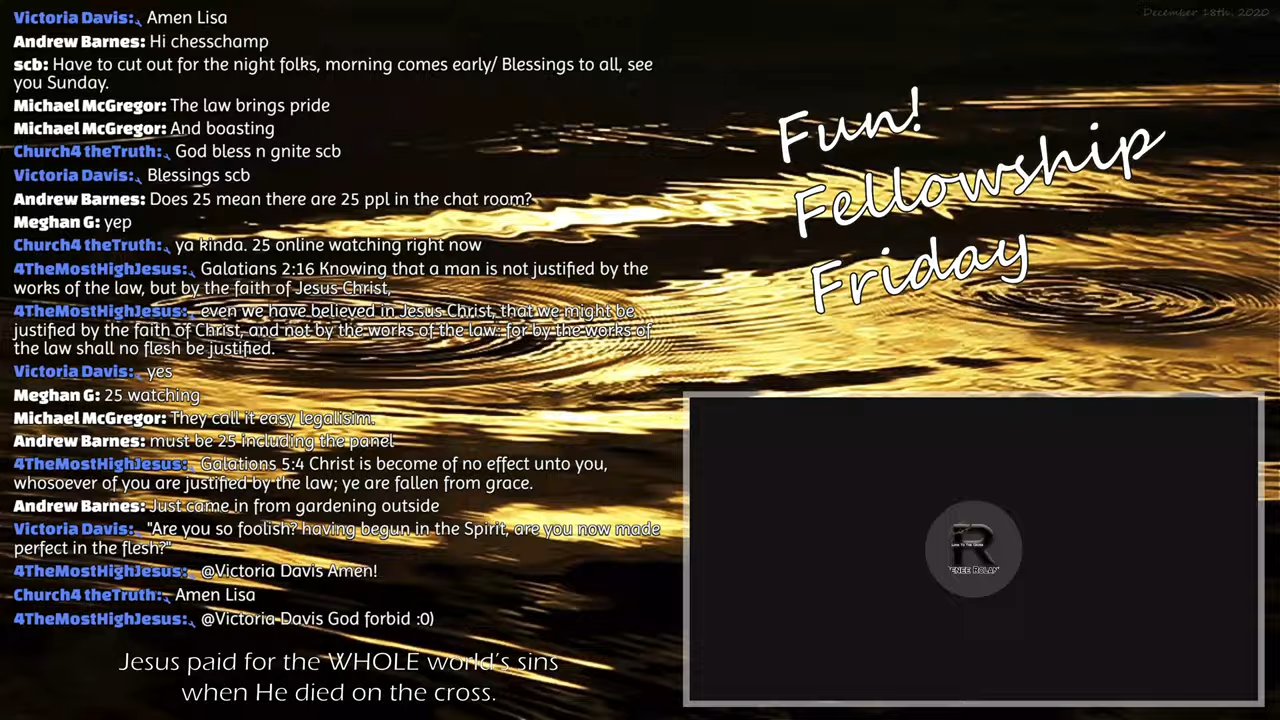 Victoria Davis: Amen Lisa
Andrew Barnes: Hi chesschamp
scb: Have to cut out for the night folks, morning comes early/ Blessings to all, see
you Sunday.
Michael McGregor: The law brings pride
Michael McGregor: And boasting
Church4 theTruth: God bless n gnite scb
Victoria Davis: Blessings scb
Andrew Barnes: Does 25 mean there are 25 ppl in the chat room?
Meghan G: yep
Church4 theTruth: ya kinda. 25 online watching right now
4TheMostHighJesus: Galatians 2:16 Knowing that a man is not justified by the
works of the law, but by the faith of Jesus Christ,
4TheMostHighJesus: even we have believed in Jesus Christ, that we might be
justified by the faith of Christ, and not by the works of the law: for by the works of
the law shall no flesh be justified.
Victoria Davis: yes
Meghan G: 25 watching
Michael McGregor: They call it easy legalisim.
Andrew Barnes: must be 25 including the panel
4TheMostHighJesus: Galations 5:4 Christ is become of no effect unto you,
whosoever of you are justified by the law; ye are fallen from grace.
Andrew Barnes: Just came in from gardening outside
Victoria Davis: "Are you so foolish? having begun in the Spirit, are you now made
perfect in the flesh?"
4TheMostHighJesus: @Victoria Davis Amen!
Church4 theTruth: Amen Lisa
4TheMostHighJesus: @Victoria Davis God forbid :0)
Jesus paid for the WHOLE world's sins
when He died on the cross.
December 18th, 2020
Fun!
Fellowship
Friday
R